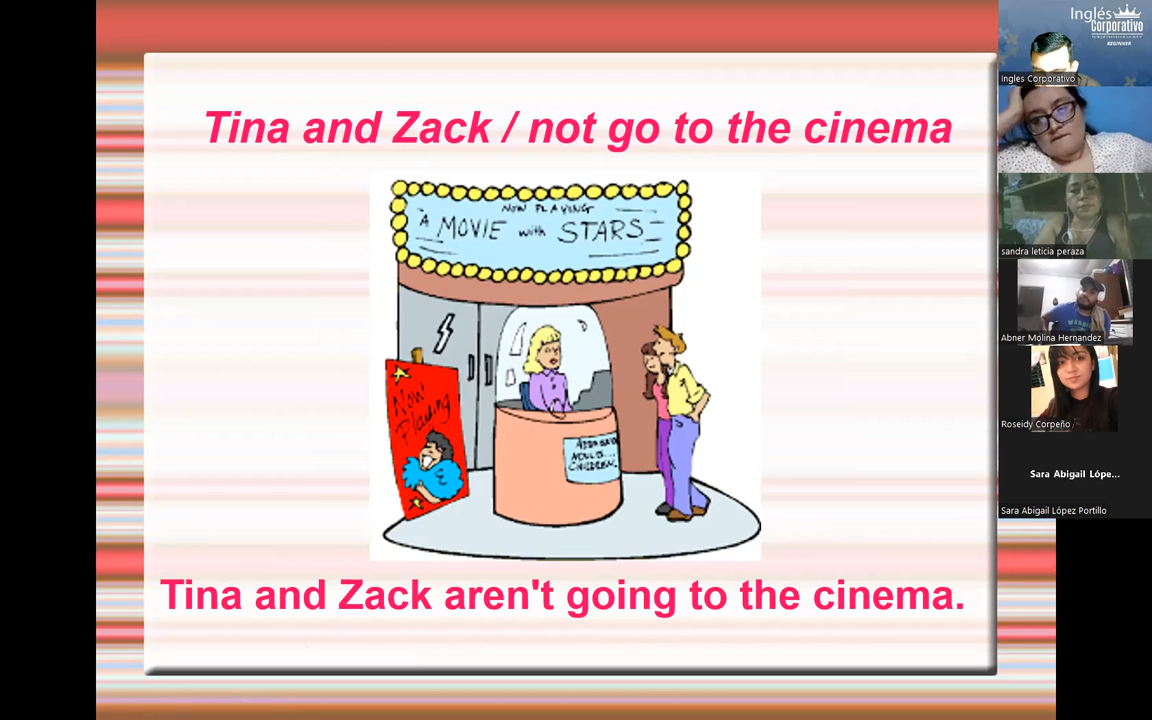 Tina and Zack / not go to the cinema
NOW PLAYING
A MOVIE with STARS
Now
Playing
ADULTS....
CHILDREN..
Tina and Zack aren't going to the cinema.
Inglés
Corporativo
BEGINNER
Ingles Corporativo
sandra leticia peraza
Abner Molina Hernandez
Roseidy Corpeño
Sara Abigail Lópe...
Sara Abigail López Portillo